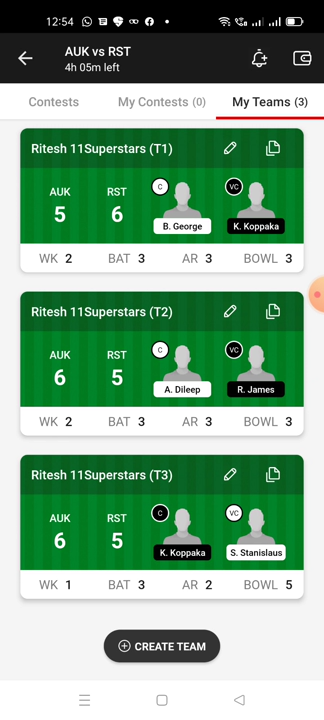 12:54
AUK vs RST
4h 05m left
Contests My Contests (0) My Teams (3)
Ritesh 11Superstars (T1)
AUK RST
5 6
C VC
B. George K. Koppaka
WK 2 BAT 3 AR 3 BOWL 3
Ritesh 11Superstars (T2)
AUK RST
6 5
C VC
A. Dileep R. James
WK 2 BAT 3 AR 3 BOWL 3
Ritesh 11Superstars (T3)
AUK RST
6 5
C VC
K. Koppaka S. Stanislaus
WK 1 BAT 3 AR 2 BOWL 5
CREATE TEAM